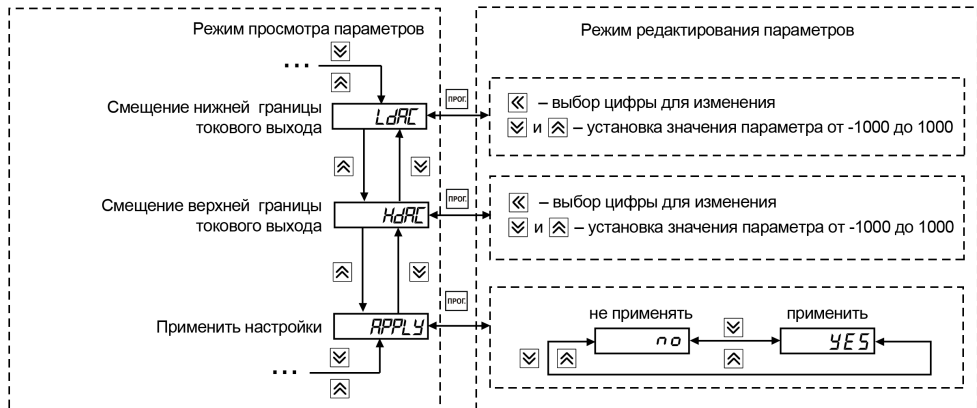 Режим просмотра параметров
Режим редактирования параметров
...
Смещение нижней границы
токового выхода
LdAC
ПРОГ.
– выбор цифры для изменения
и – установка значения параметра от -1000 до 1000
Смещение верхней границы
токового выхода
HdAC
ПРОГ.
– выбор цифры для изменения
и – установка значения параметра от -1000 до 1000
Применить настройки
APPLY
ПРОГ.
не применять
применить
no
YES
...